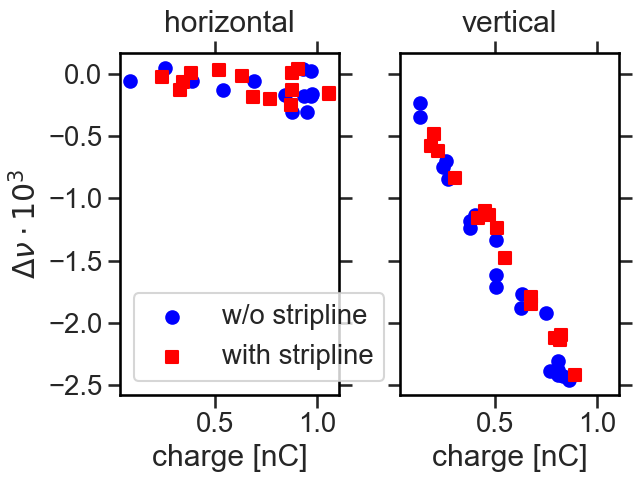 horizontal
vertical
0.0
−0.5
−1.0
−1.5
−2.0
−2.5
Δν · 10³
w/o stripline
with stripline
0.5 1.0
0.5 1.0
charge [nC]
charge [nC]